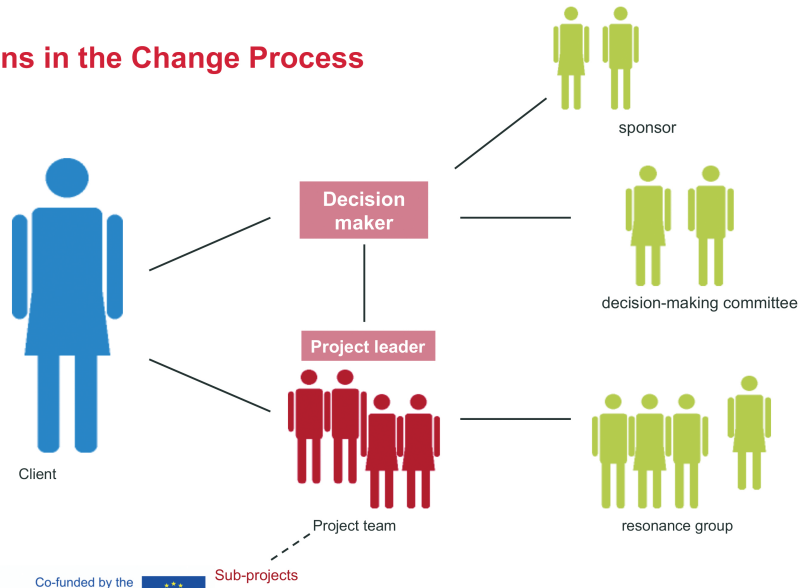 ns in the Change Process
sponsor
Decision
maker
decision-making committee
Project leader
Client
Project team
resonance group
Sub-projects
Co-funded by the